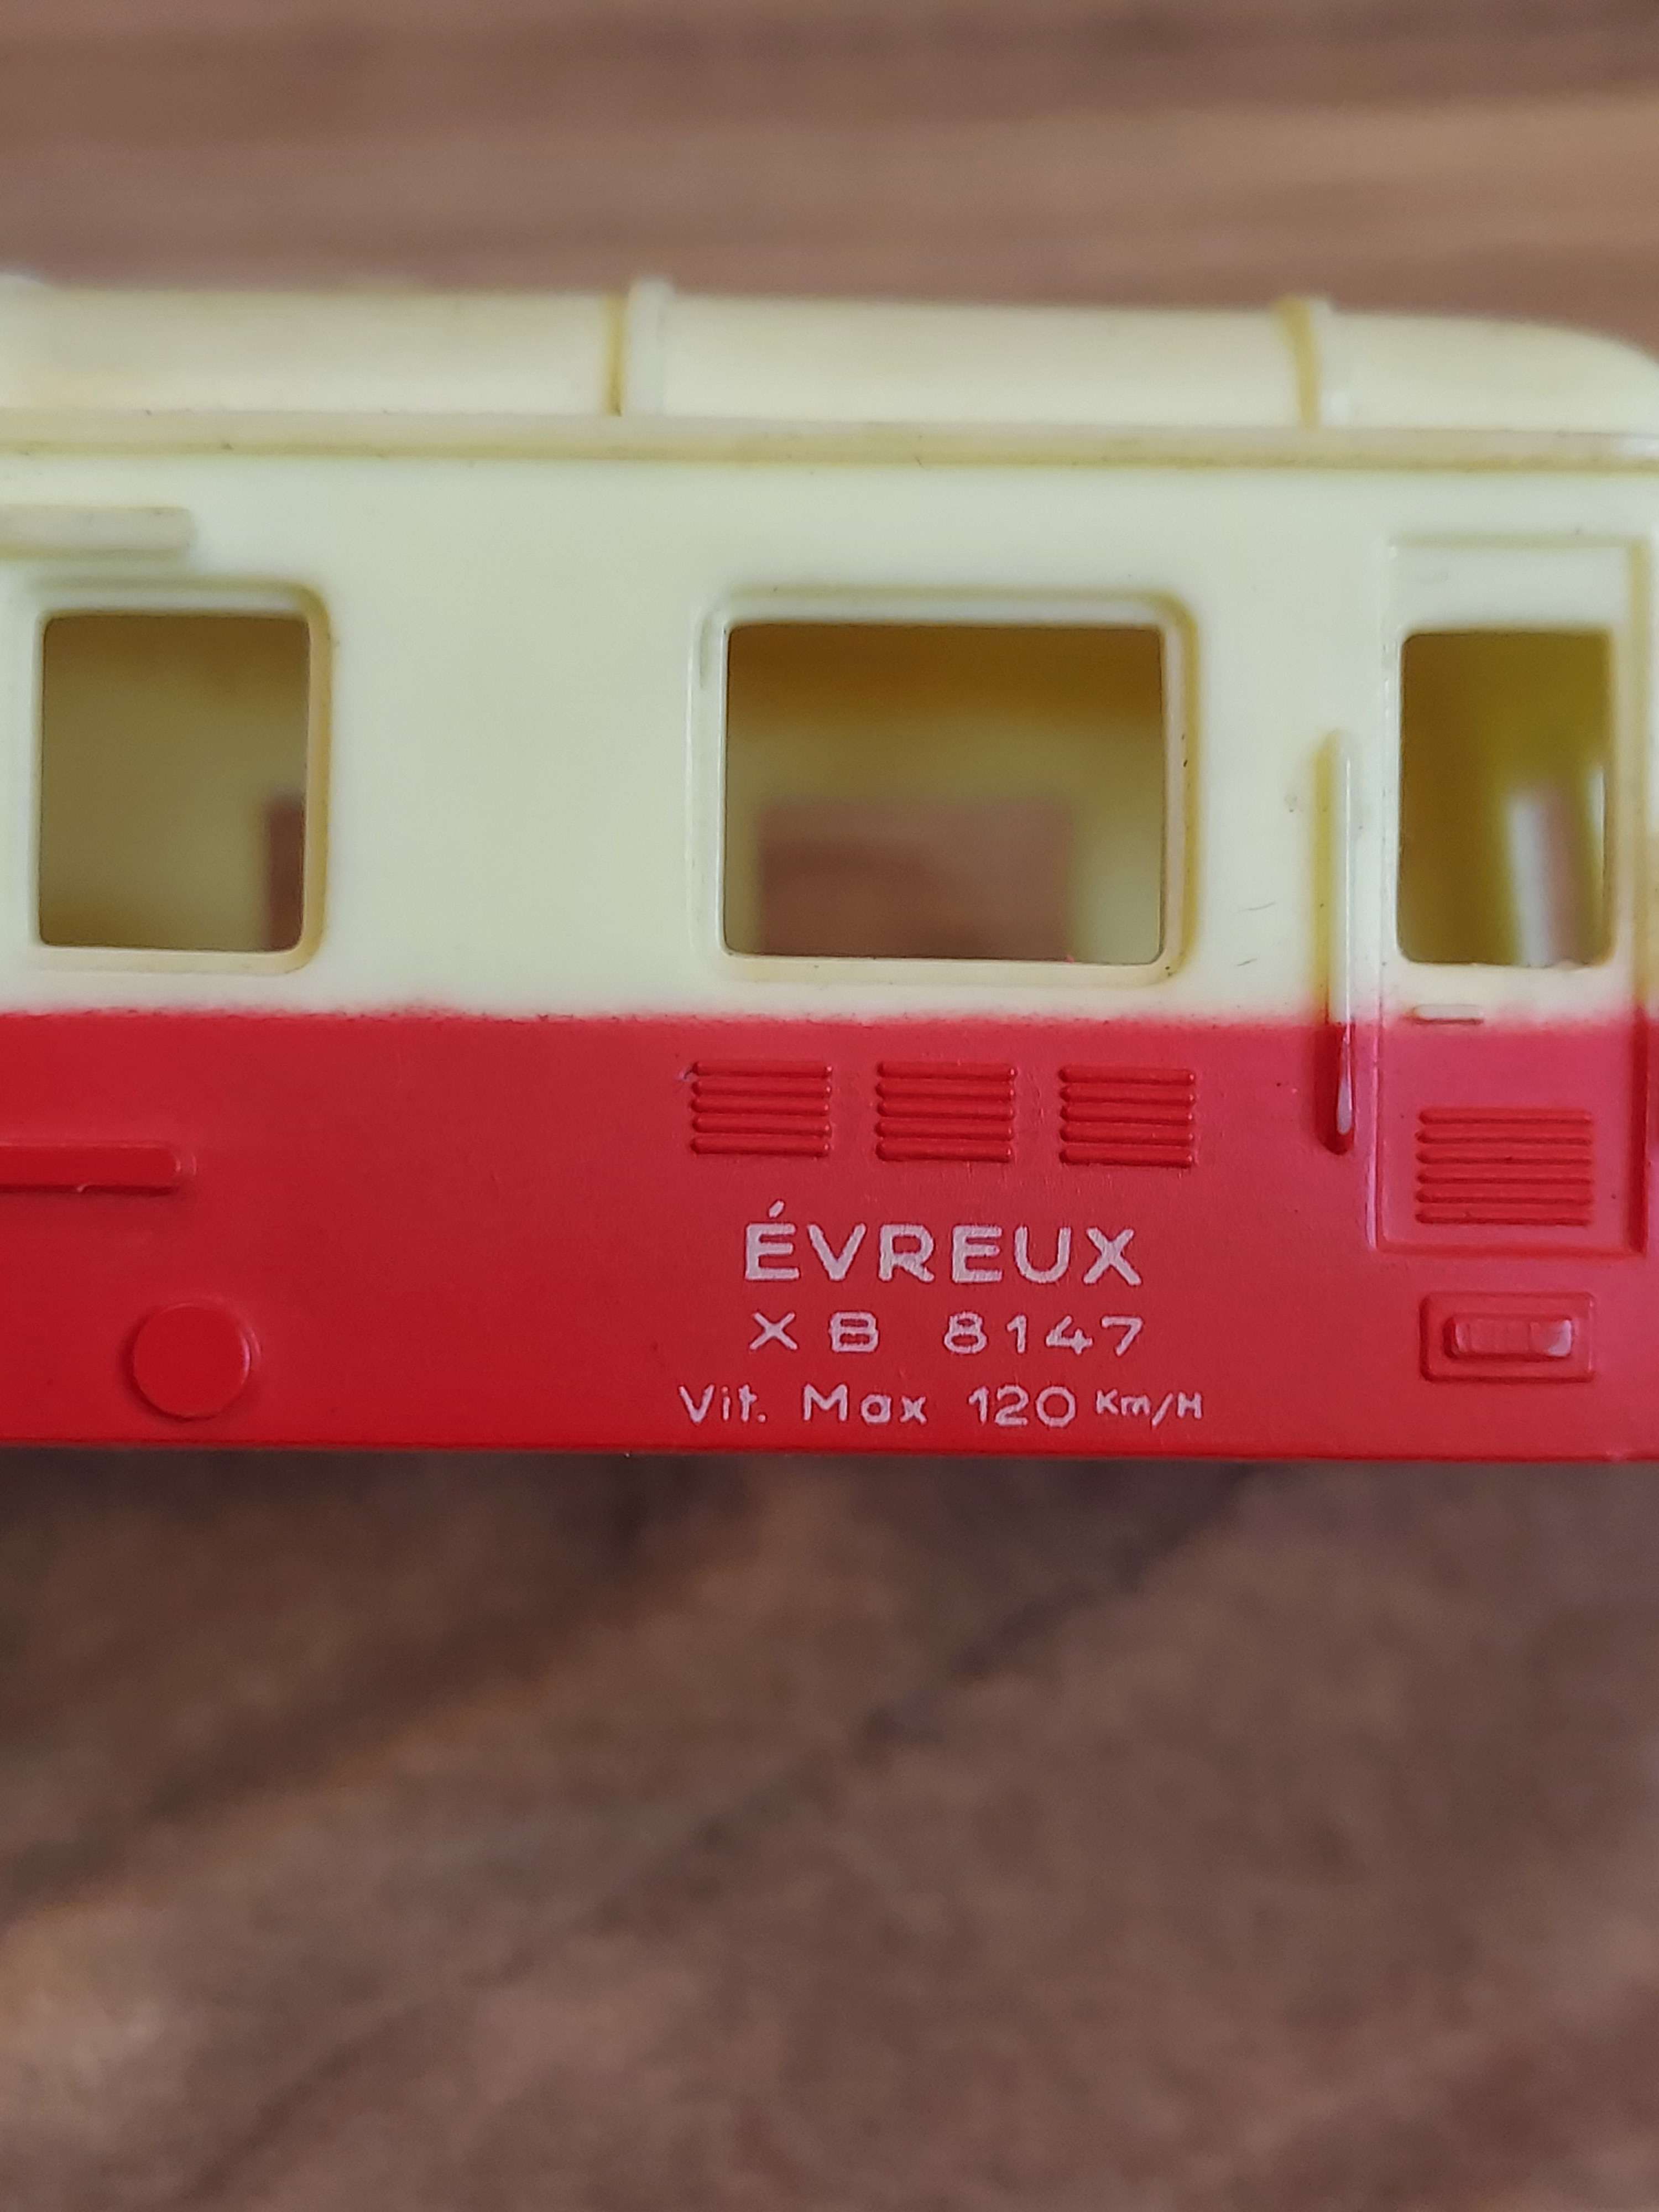 ÉVREUX
X B 8147
Vit. Max 120 Km/H